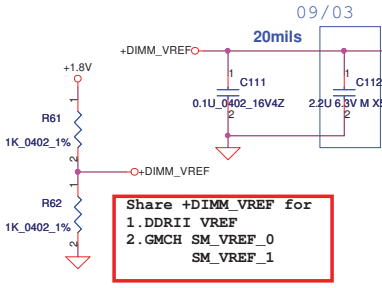 09/03
20mils
+DIMM_VREF
+1.8V
1
C111
1
C112
0.1U_0402_16V4Z
2.2U 6.3V M X5
2
2
1
R61
1K_0402_1%
2
+DIMM_VREF
1
R62
1K_0402_1%
2
Share +DIMM_VREF for
1.DDRII VREF
2.GMCH SM_VREF_0
SM_VREF_1